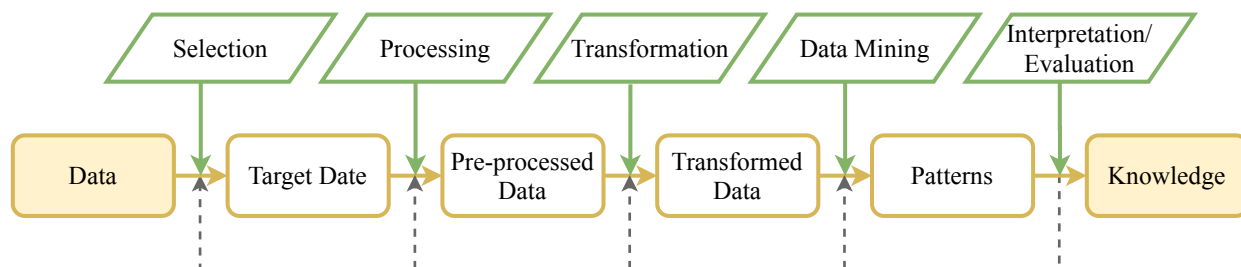 Selection
Processing
Transformation
Data Mining
Interpretation/
Evaluation
Data
Target Date
Pre-processed
Data
Transformed
Data
Patterns
Knowledge